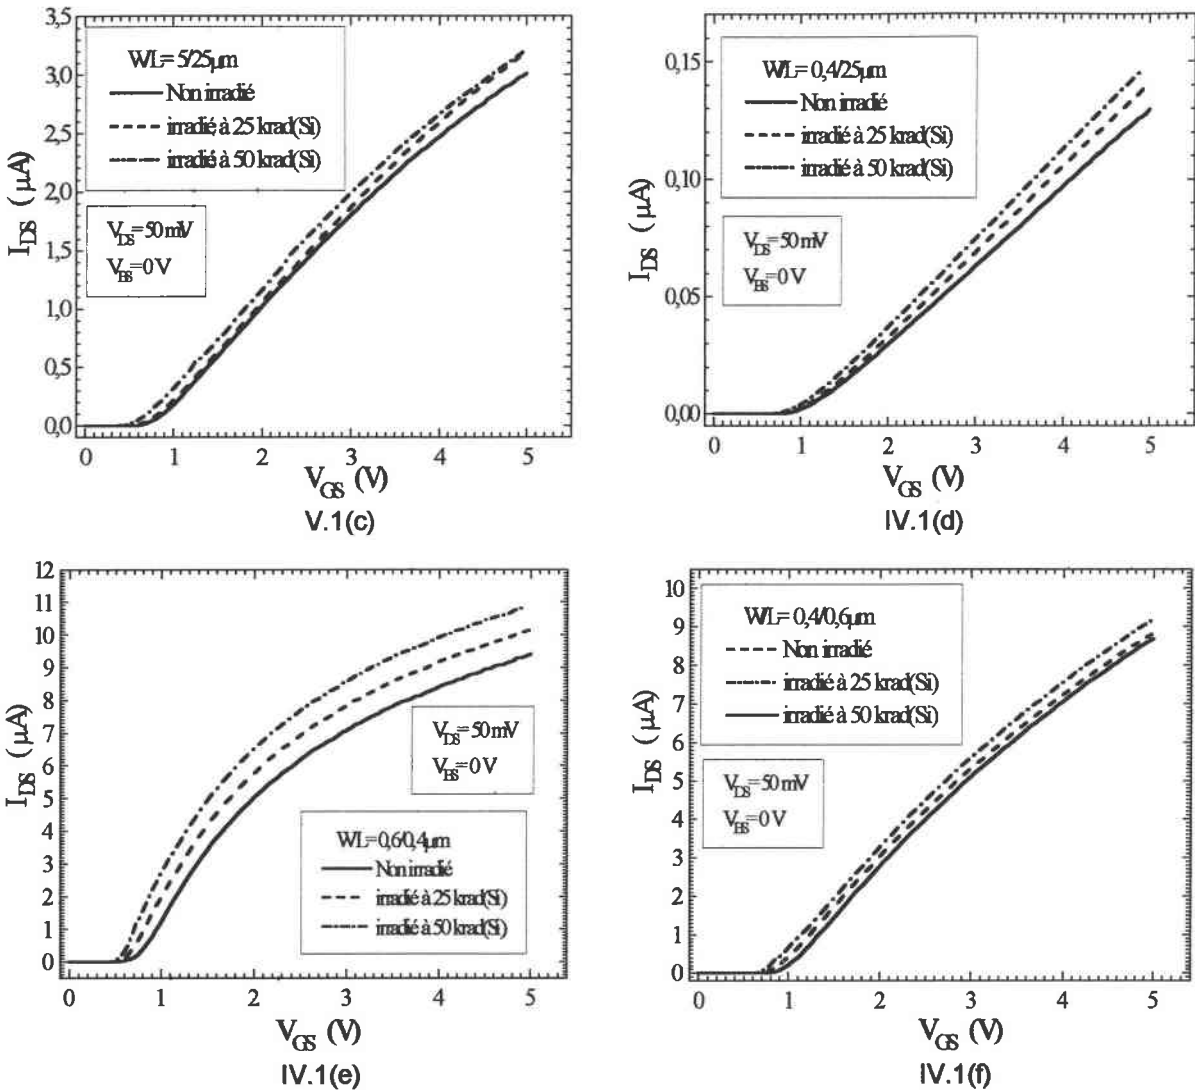 3,5
3,0
2,5
2,0
1,5
1,0
0,5
0,0
I_DS (μA)
W/L= 5/25μm
Non irradié
irradié à 25 krad(Si)
irradié à 50 krad(Si)
V_DS=50 mV
V_BS=0 V
0 1 2 3 4 5
V_GS (V)
V.1(c)
0,15
0,10
0,05
0,00
I_DS (μA)
W/L= 0,4/25μm
Non irradié
irradié à 25 krad(Si)
irradié à 50 krad(Si)
V_DS=50 mV
V_BS=0 V
0 1 2 3 4 5
V_GS (V)
IV.1(d)
12
11
10
9
8
7
6
5
4
3
2
1
0
I_DS (μA)
V_DS=50 mV
V_BS=0 V
W/L=0,6/0,4μm
Non irradié
irradié à 25 krad(Si)
irradié à 50 krad(Si)
0 1 2 3 4 5
V_GS (V)
IV.1(e)
10
9
8
7
6
5
4
3
2
1
0
I_DS (μA)
W/L= 0,4/0,6μm
Non irradié
irradié à 25 krad(Si)
irradié à 50 krad(Si)
V_DS=50 mV
V_BS=0 V
0 1 2 3 4 5
V_GS (V)
IV.1(f)